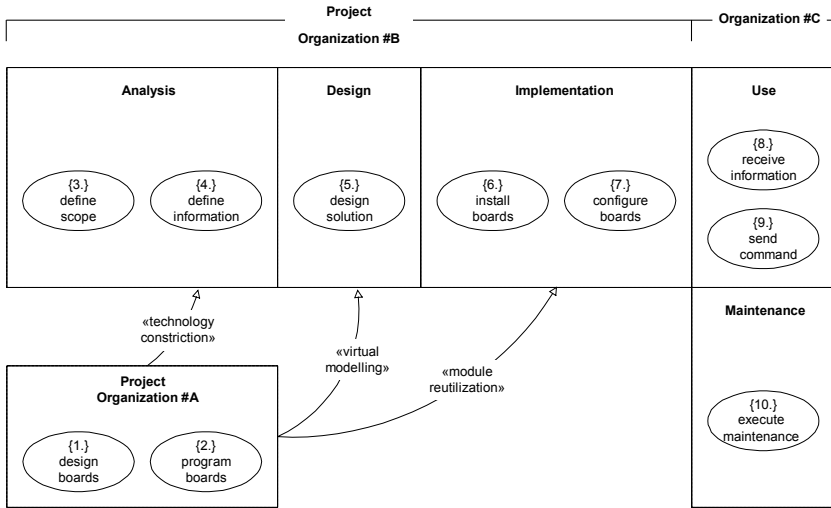 Project
Organization #B
Organization #C
Analysis
Design
Implementation
Use
{3.}
define
scope
{4.}
define
information
{5.}
design
solution
{6.}
install
boards
{7.}
configure
boards
{8.}
receive
information
{9.}
send
command
«technology
constriction»
«virtual
modelling»
«module
reutilization»
Maintenance
{10.}
execute
maintenance
Project
Organization #A
{1.}
design
boards
{2.}
program
boards